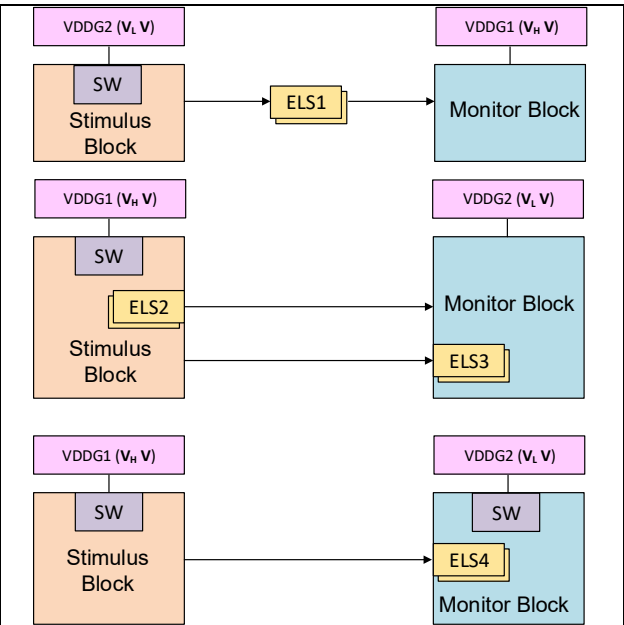 VDDG2 (VL V)
VDDG1 (VH V)
SW
Stimulus
Block
ELS1
Monitor Block
VDDG1 (VH V)
VDDG2 (VL V)
SW
ELS2
Stimulus
Block
Monitor Block
ELS3
VDDG1 (VH V)
VDDG2 (VL V)
SW
Stimulus
Block
SW
ELS4
Monitor Block